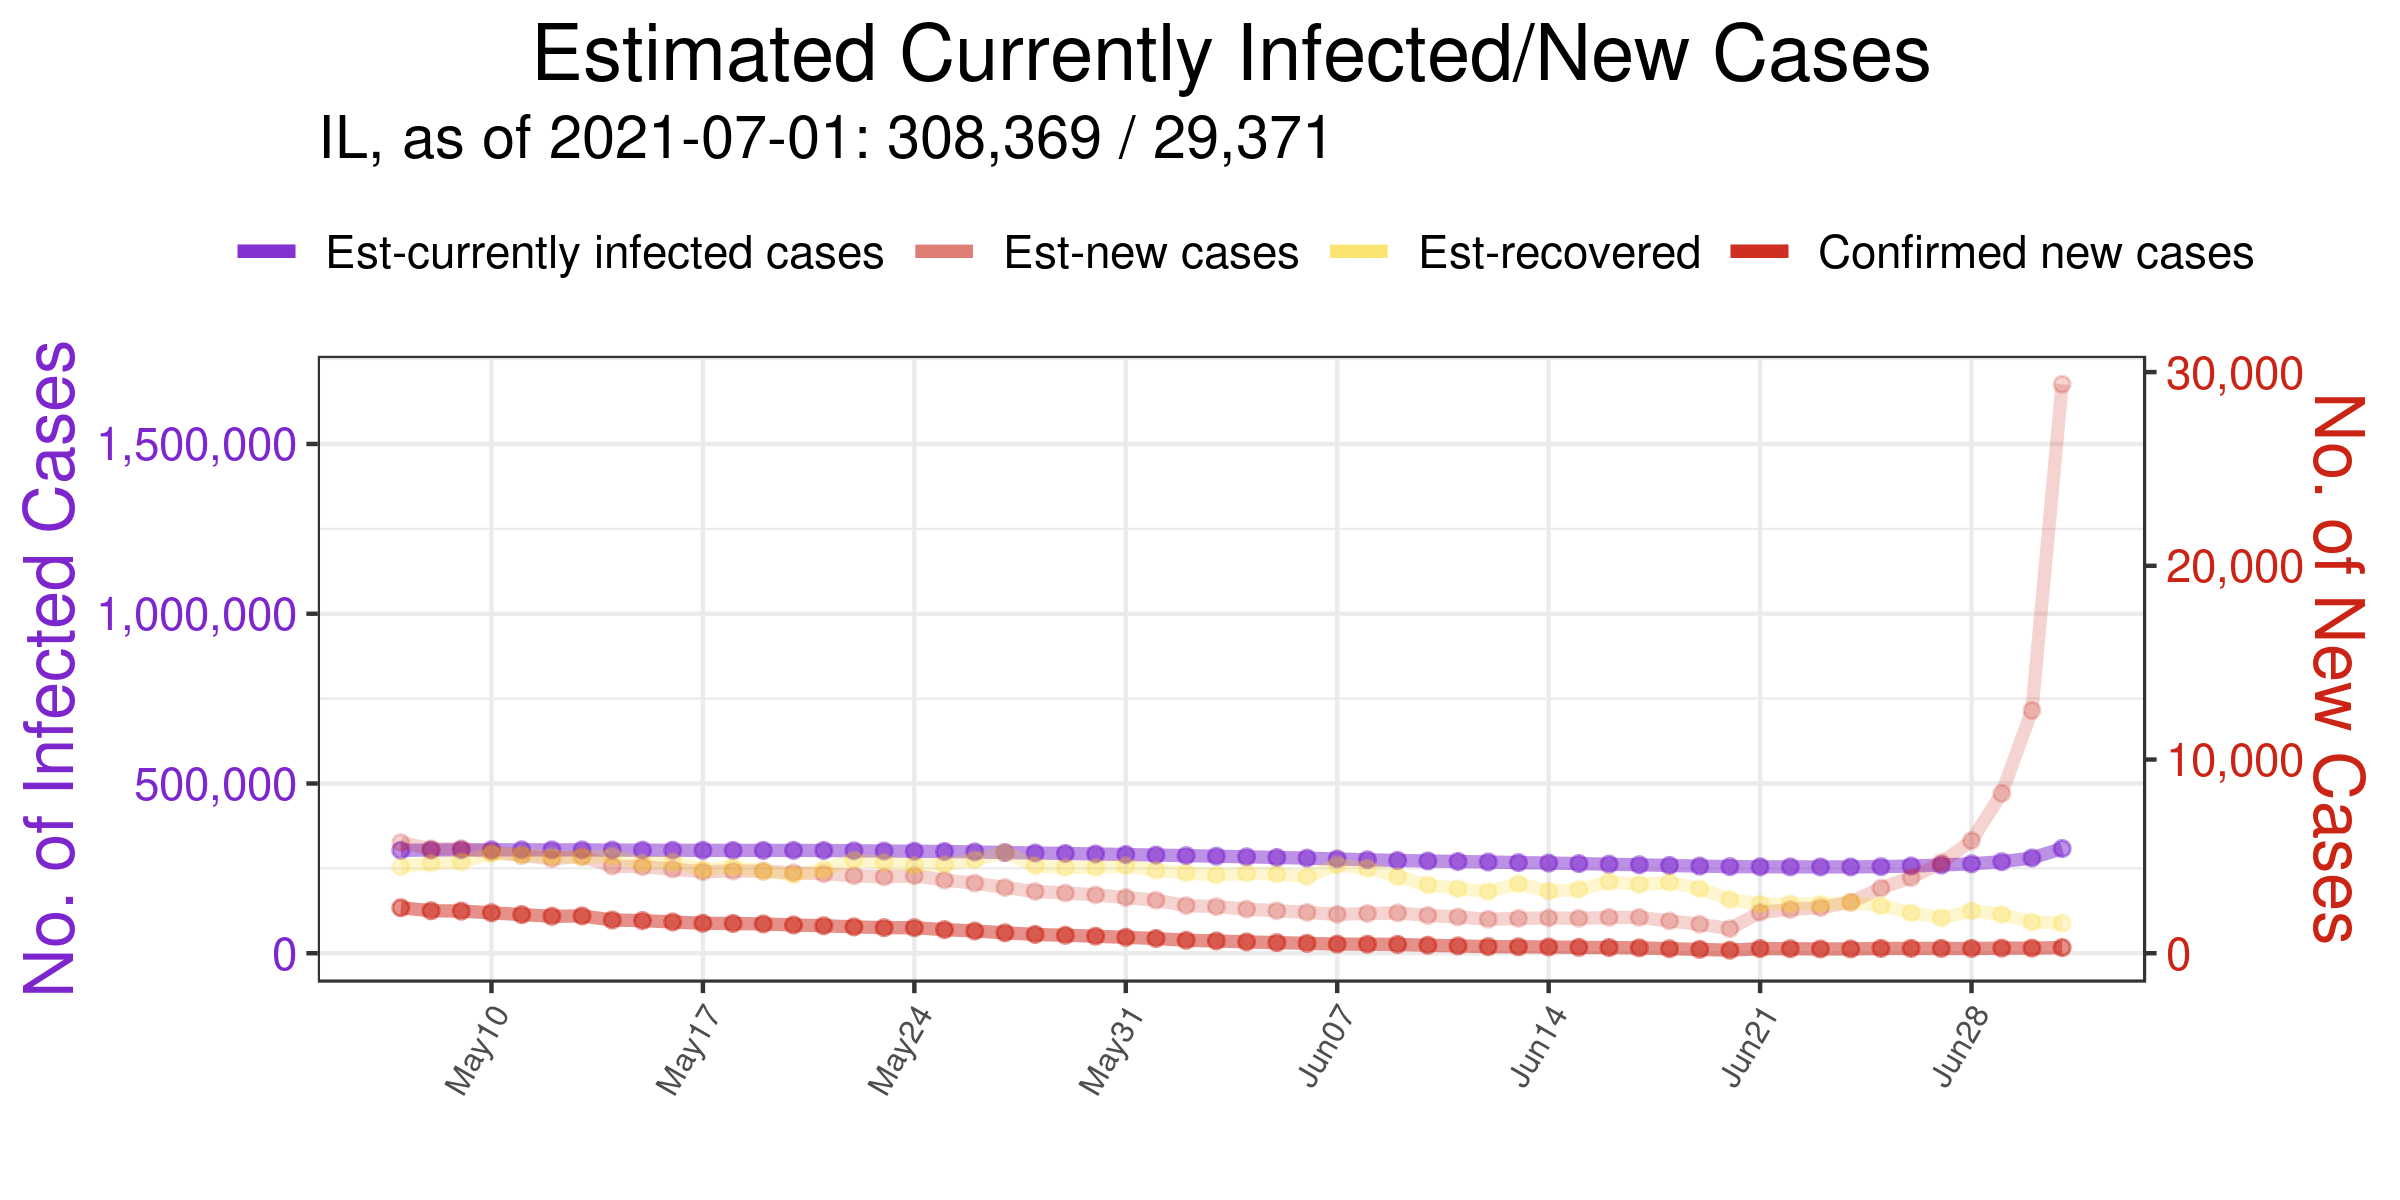 Estimated Currently Infected/New Cases
IL, as of 2021-07-01: 308,369 / 29,371
Est-currently infected cases Est-new cases Est-recovered Confirmed new cases
No. of Infected Cases
1,500,000
1,000,000
500,000
0
30,000
20,000
10,000
0
No. of New Cases
May10 May17 May24 May31 Jun07 Jun14 Jun21 Jun28